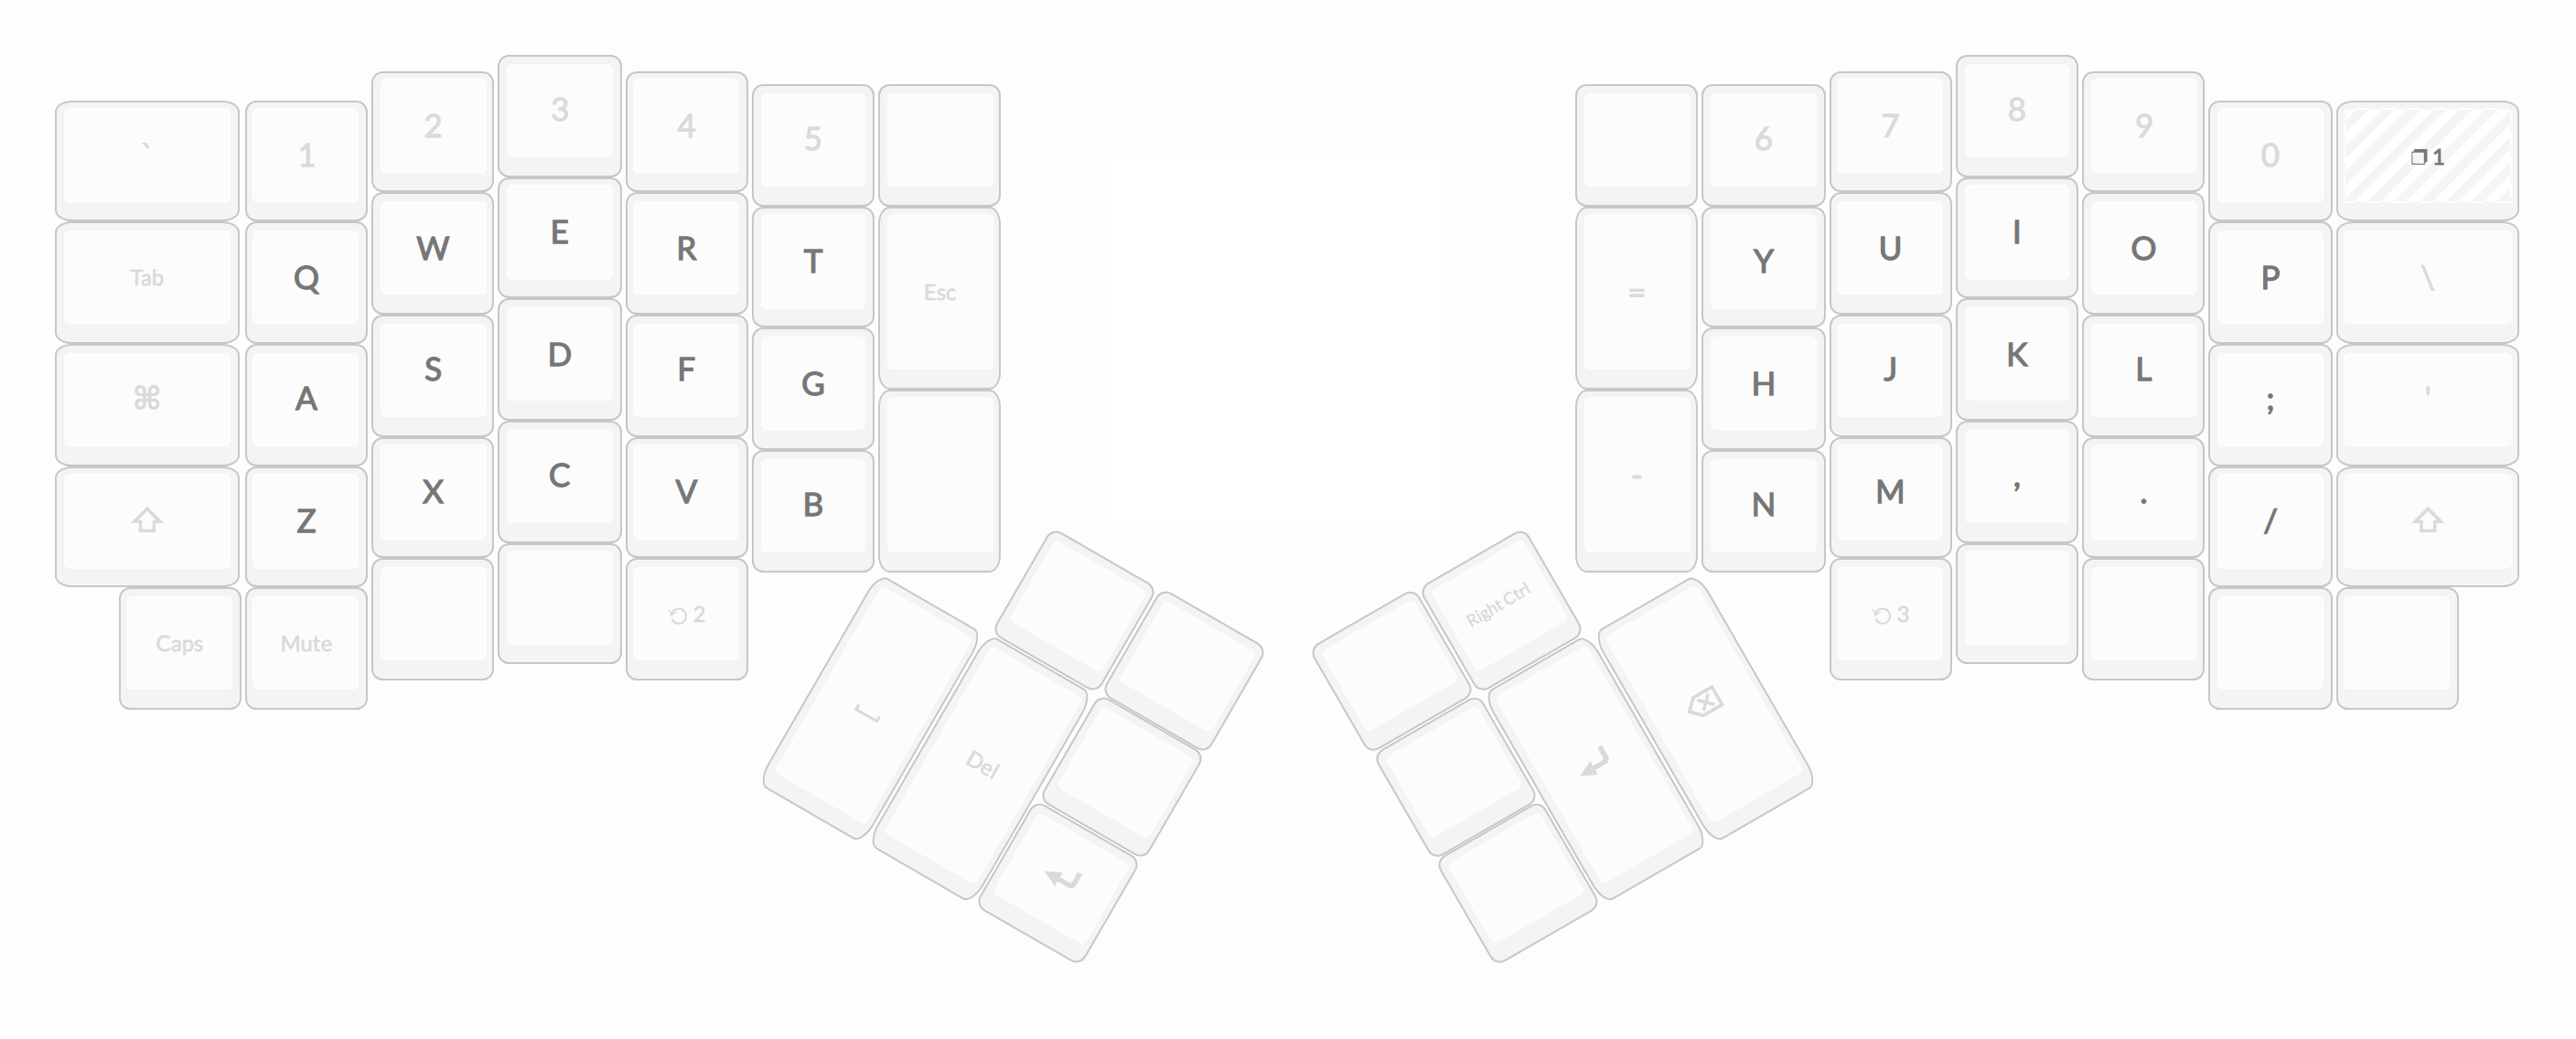 ` 1 2 3 4 5 6 7 8 9 0 1
Tab Q W E R T Esc = Y U I O P \
⌘ A S D F G H J K L ; '
⇧ Z X C V B - N M , . / ⇧
Caps Mute 2 Right Ctrl 3
[ Del